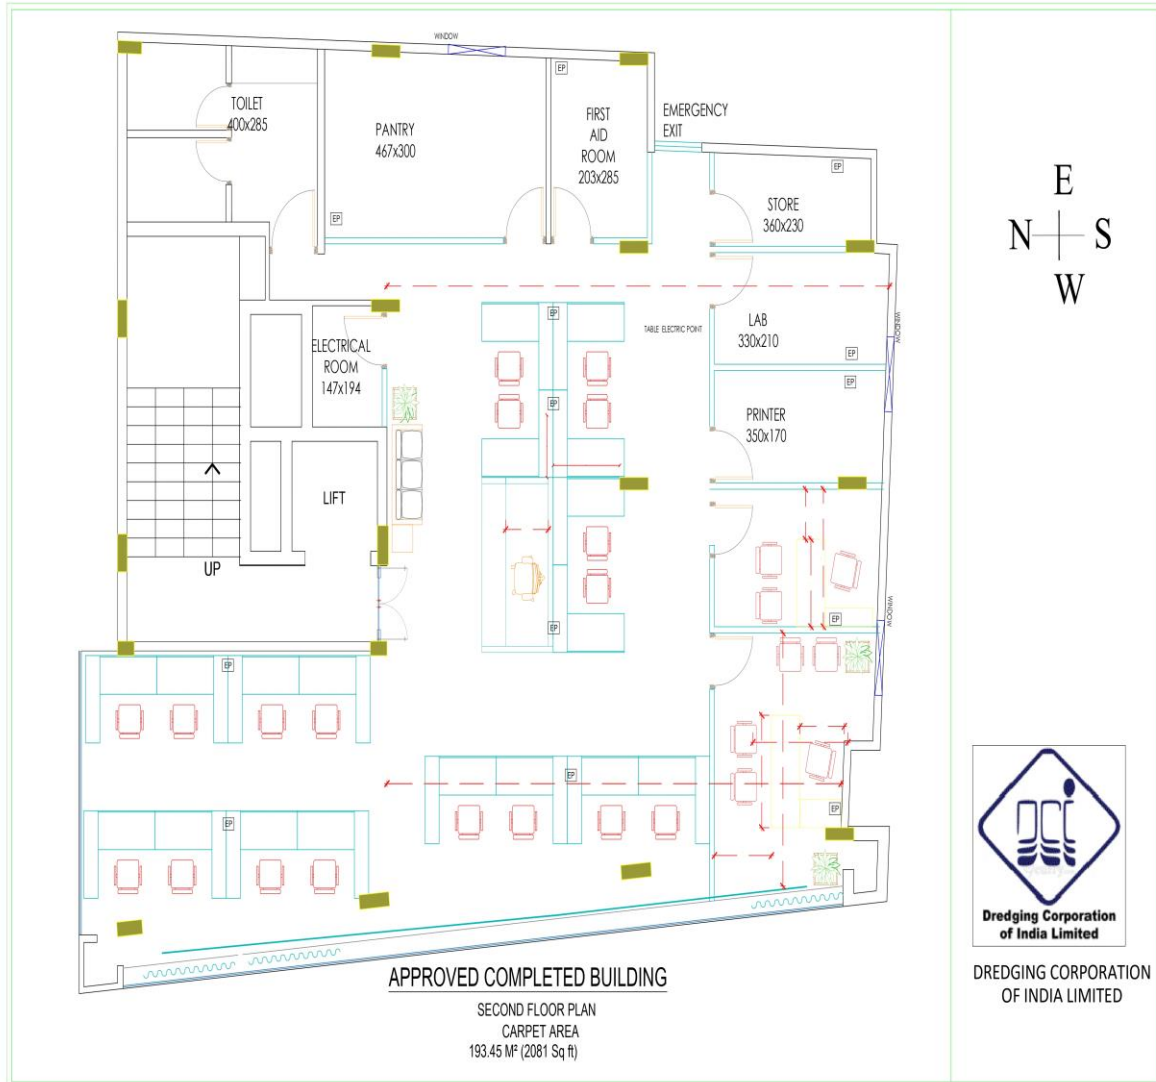 WINDOW
EP
TOILET
400x285
PANTRY
467x300
EP
FIRST
AID
ROOM
203x285
EMERGENCY
EXIT
EP
STORE
360x230
E
N S
W
EP
TABLE ELECTRIC POINT
LAB
330x210
WINDOW
EP
ELECTRICAL
ROOM
147x194
EP
EP
PRINTER
350x170
LIFT
UP
WINDOW
EP
EP
EP
EP
EP
EP
DCI
Dredging Corporation
of India Limited
DREDGING CORPORATION
OF INDIA LIMITED
APPROVED COMPLETED BUILDING
SECOND FLOOR PLAN
CARPET AREA
193.45 M² (2081 Sq ft)